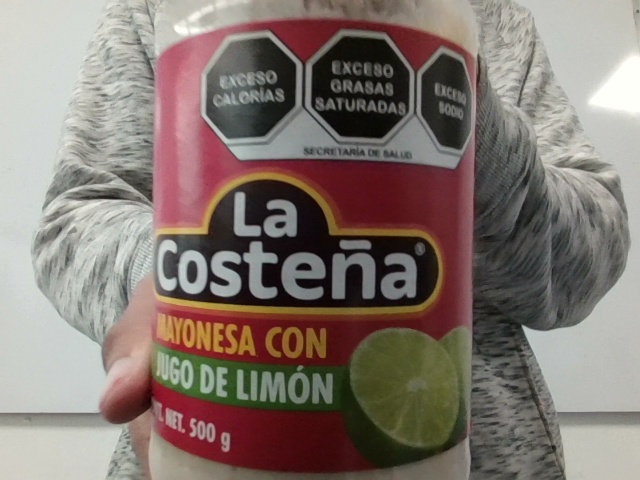 EXCESO
CALORÍAS
EXCESO
GRASAS
SATURADAS
EXCESO
SODIO
SECRETARÍA DE SALUD
La
Costeña®
MAYONESA CON
JUGO DE LIMÓN
NET. 500 g